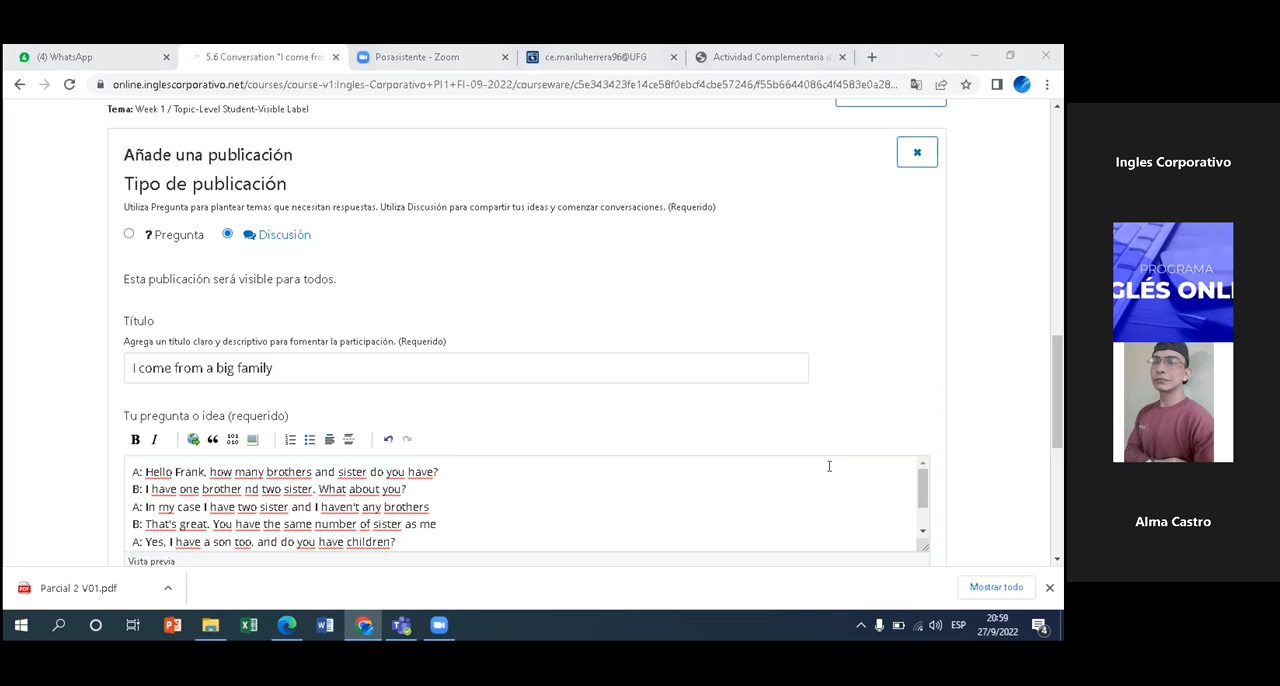 (4) WhatsApp
5.6 Conversation "I come fro
Posasistente - Zoom
ce.mariluherrera96@UFG
Actividad Complementaria d
online.inglescorporativo.net/courses/course-v1:Ingles-Corporativo+PI1+FI-09-2022/courseware/c5e343423fe14ce58f0ebcf4cbe57246/f55b6644086c4f4583e0a28...
Tema: Week 1 / Topic-Level Student-Visible Label
Añade una publicación
Tipo de publicación
Utiliza Pregunta para plantear temas que necesitan respuestas. Utiliza Discusión para compartir tus ideas y comenzar conversaciones. (Requerido)
? Pregunta
Discusión
Esta publicación será visible para todos.
Título
Agrega un título claro y descriptivo para fomentar la participación. (Requerido)
I come from a big family
Tu pregunta o idea (requerido)
B I
101
010
A: Hello Frank, how many brothers and sister do you have?
B: I have one brother nd two sister. What about you?
A: In my case I have two sister and I haven't any brothers
B: That's great. You have the same number of sister as me
A: Yes, I have a son too, and do you have children?
Vista previa
Parcial 2 V01.pdf
Mostrar todo
ESP
20:59
27/9/2022
4
Ingles Corporativo
PROGRAMA
GLÉS ONLI
Alma Castro